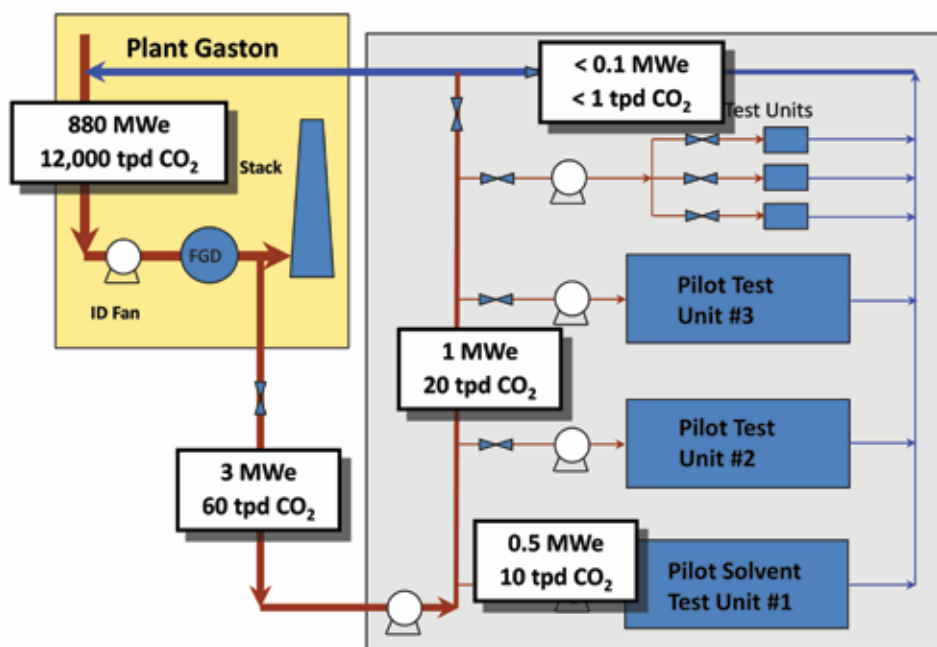 Plant Gaston
< 0.1 MWe
< 1 tpd CO₂
880 MWe
12,000 tpd CO₂
Test Units
Stack
FGD
ID Fan
Pilot Test
Unit #3
1 MWe
20 tpd CO₂
Pilot Test
Unit #2
3 MWe
60 tpd CO₂
0.5 MWe
10 tpd CO₂
Pilot Solvent
Test Unit #1